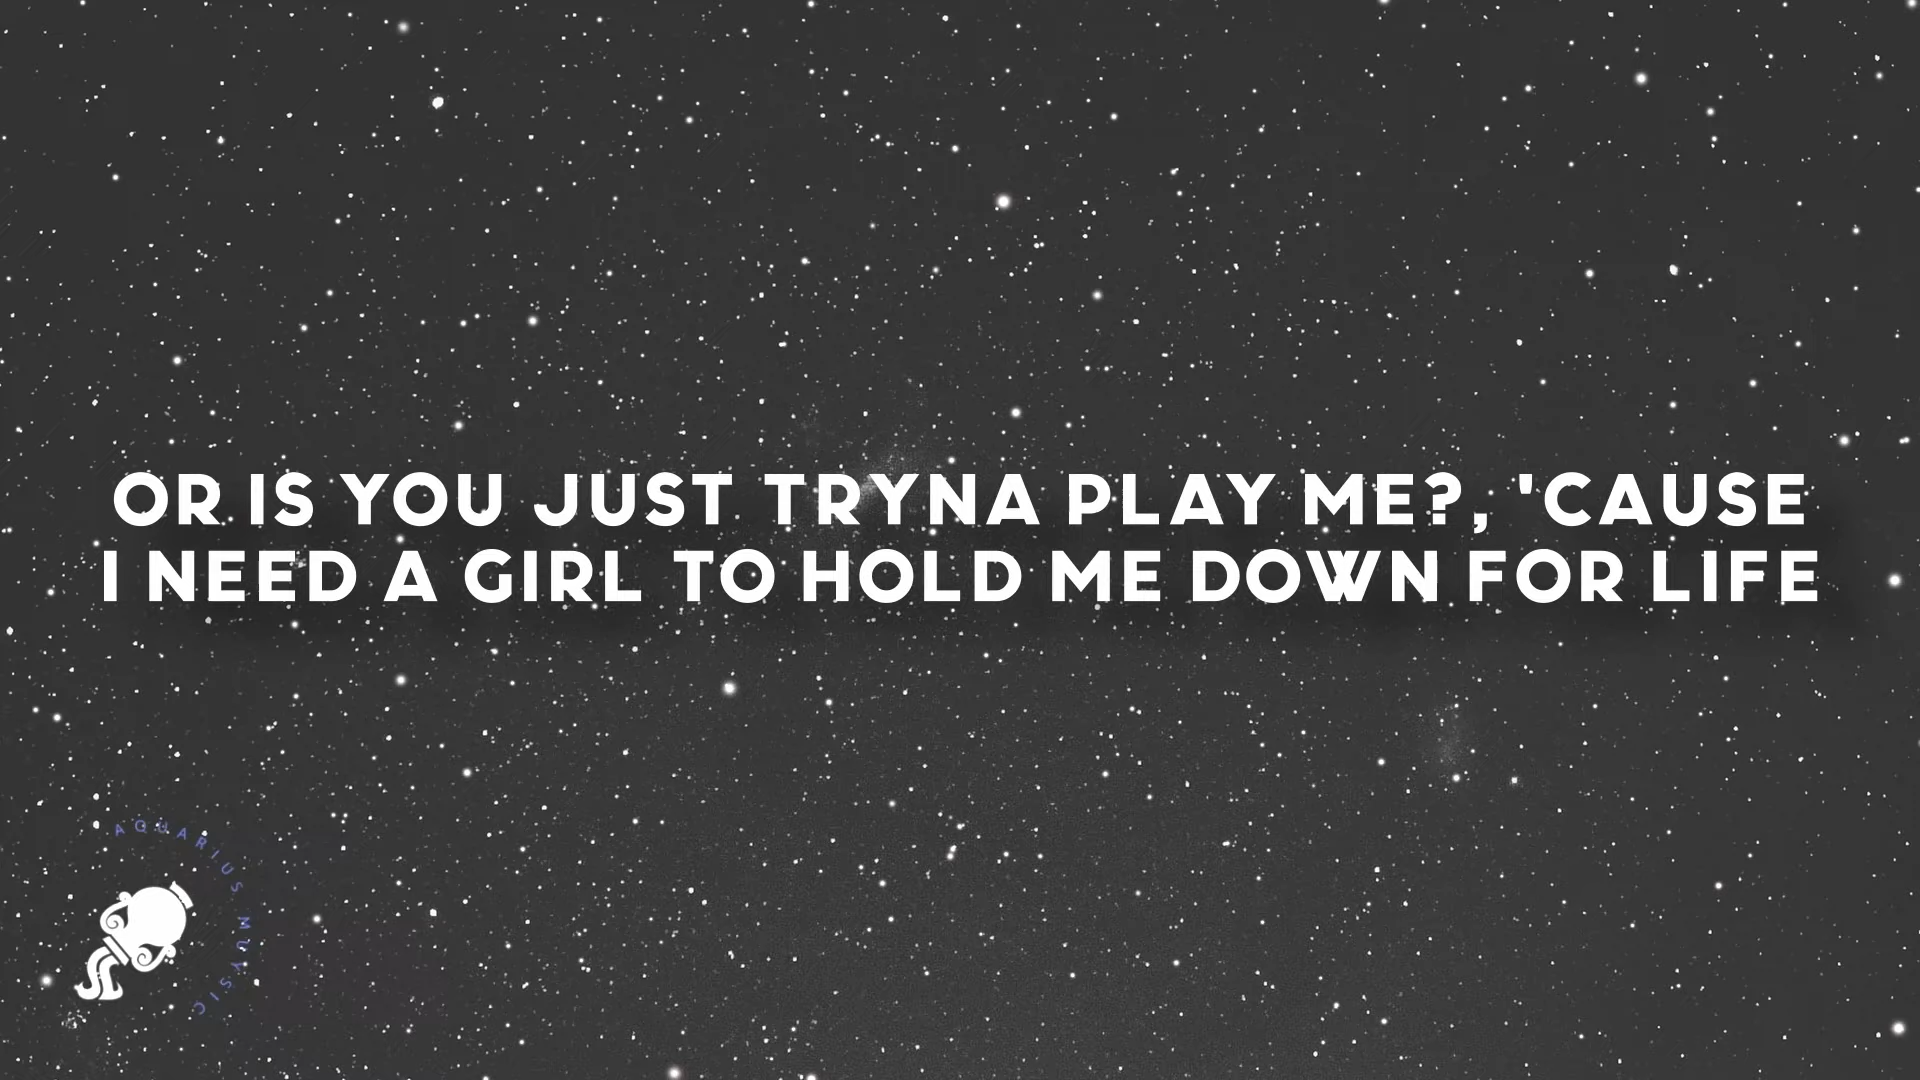 OR IS YOU JUST TRYNA PLAY ME?, 'CAUSE
I NEED A GIRL TO HOLD ME DOWN FOR LIFE
AQUARIUS MUSIC